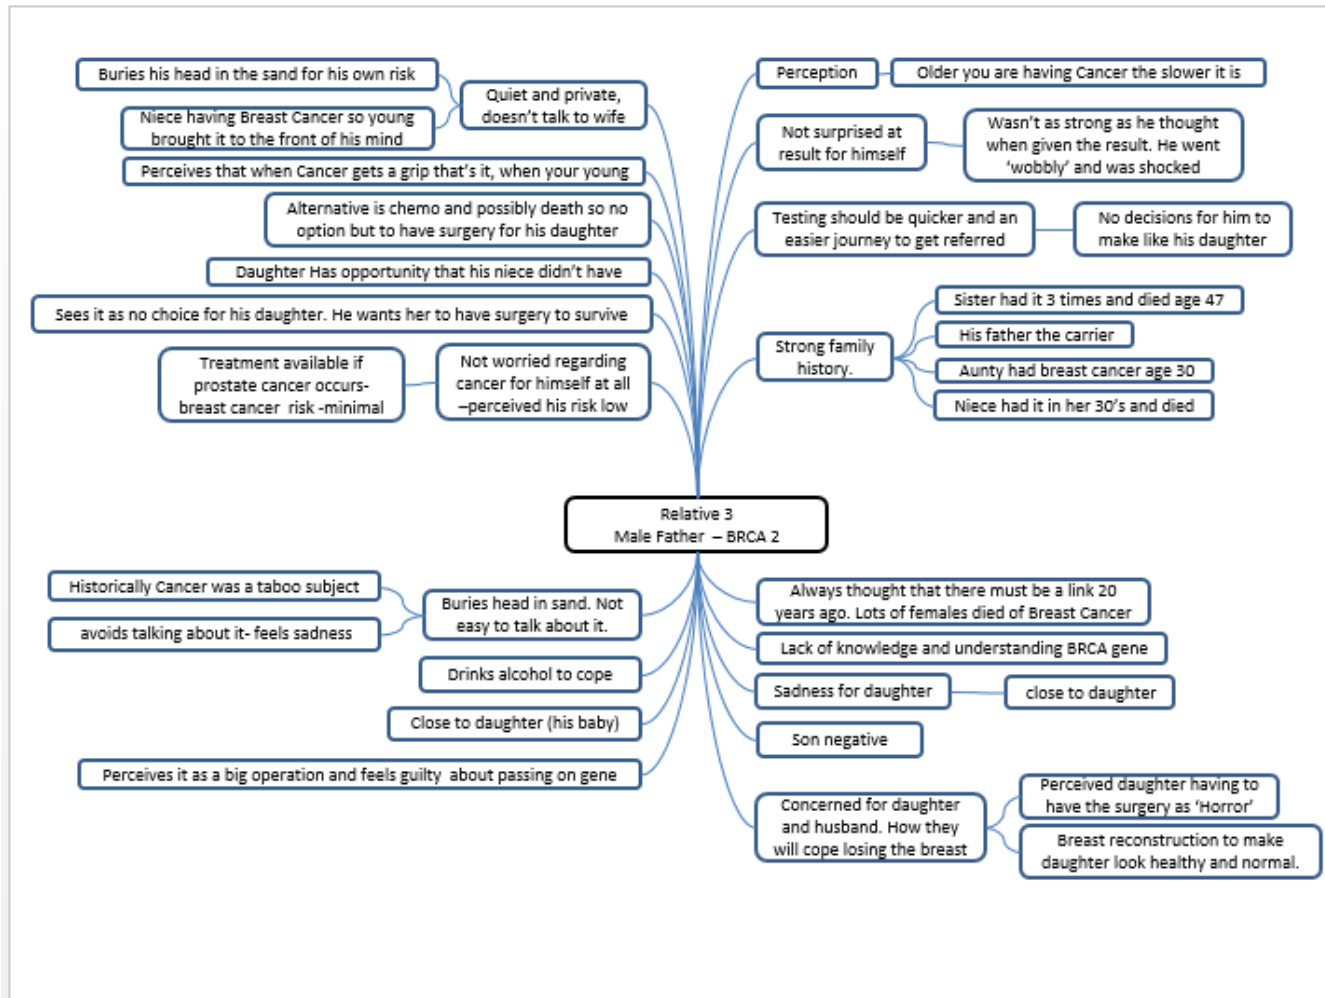 Buries his head in the sand for his own risk
Niece having Breast Cancer so young
brought it to the front of his mind
Quiet and private,
doesn't talk to wife
Perceives that when Cancer gets a grip that's it, when your young
Alternative is chemo and possibly death so no
option but to have surgery for his daughter
Daughter Has opportunity that his niece didn't have
Sees it as no choice for his daughter. He wants her to have surgery to survive
Treatment available if
prostate cancer occurs-
breast cancer risk -minimal
Not worried regarding
cancer for himself at all
–perceived his risk low
Perception
Older you are having Cancer the slower it is
Not surprised at
result for himself
Wasn't as strong as he thought
when given the result. He went
'wobbly' and was shocked
Testing should be quicker and an
easier journey to get referred
No decisions for him to
make like his daughter
Strong family
history.
Sister had it 3 times and died age 47
His father the carrier
Aunty had breast cancer age 30
Niece had it in her 30's and died
Relative 3
Male Father – BRCA 2
Historically Cancer was a taboo subject
avoids talking about it- feels sadness
Buries head in sand. Not
easy to talk about it.
Drinks alcohol to cope
Close to daughter (his baby)
Perceives it as a big operation and feels guilty about passing on gene
Always thought that there must be a link 20
years ago. Lots of females died of Breast Cancer
Lack of knowledge and understanding BRCA gene
Sadness for daughter
close to daughter
Son negative
Concerned for daughter
and husband. How they
will cope losing the breast
Perceived daughter having to
have the surgery as 'Horror'
Breast reconstruction to make
daughter look healthy and normal.